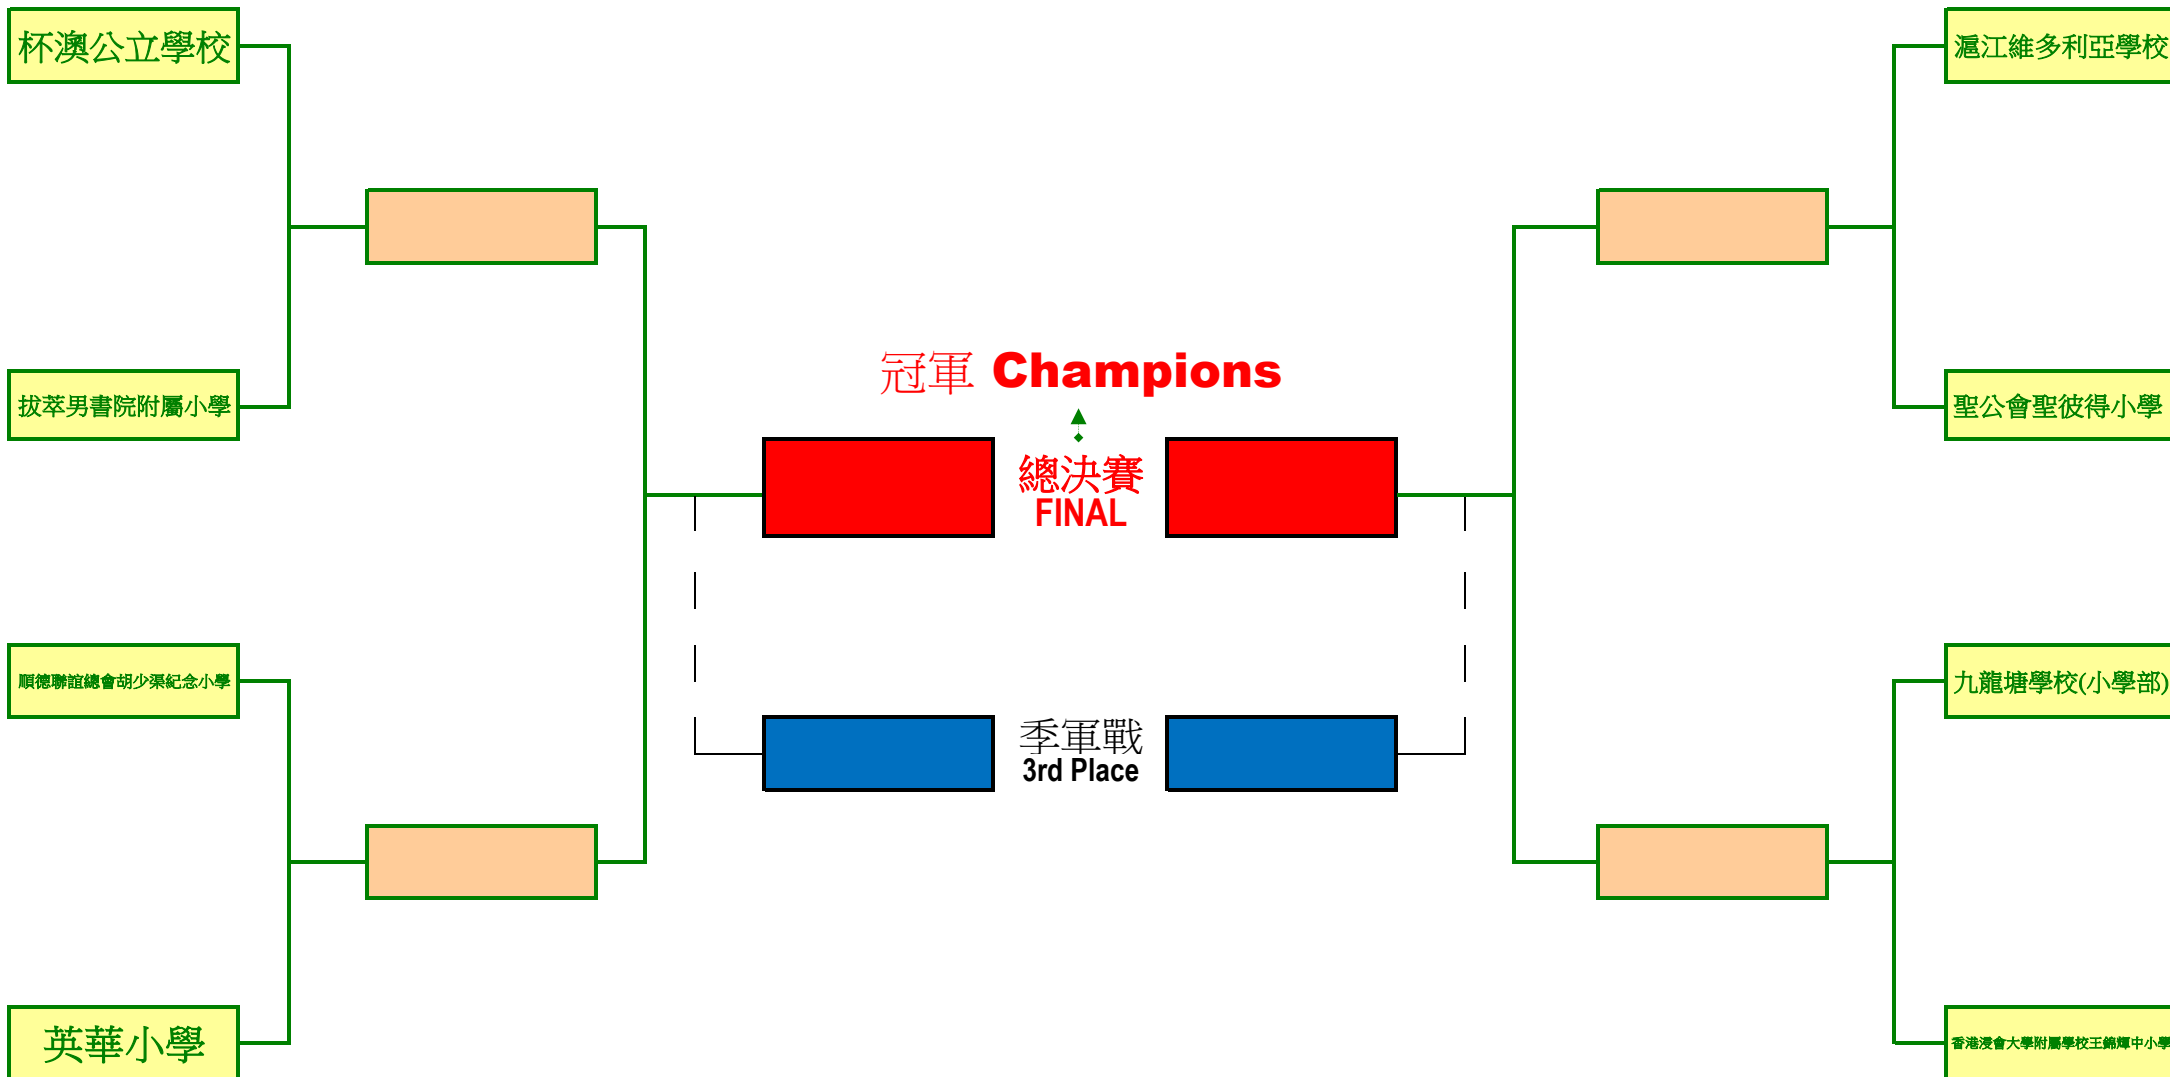 杯澳公立學校
滬江維多利亞學校
冠軍 Champions
拔萃男書院附屬小學
聖公會聖彼得小學
總決賽
FINAL
順德聯誼總會胡少渠紀念小學
九龍塘學校(小學部)
季軍戰
3rd Place
英華小學
香港浸會大學附屬學校王錦輝中小學